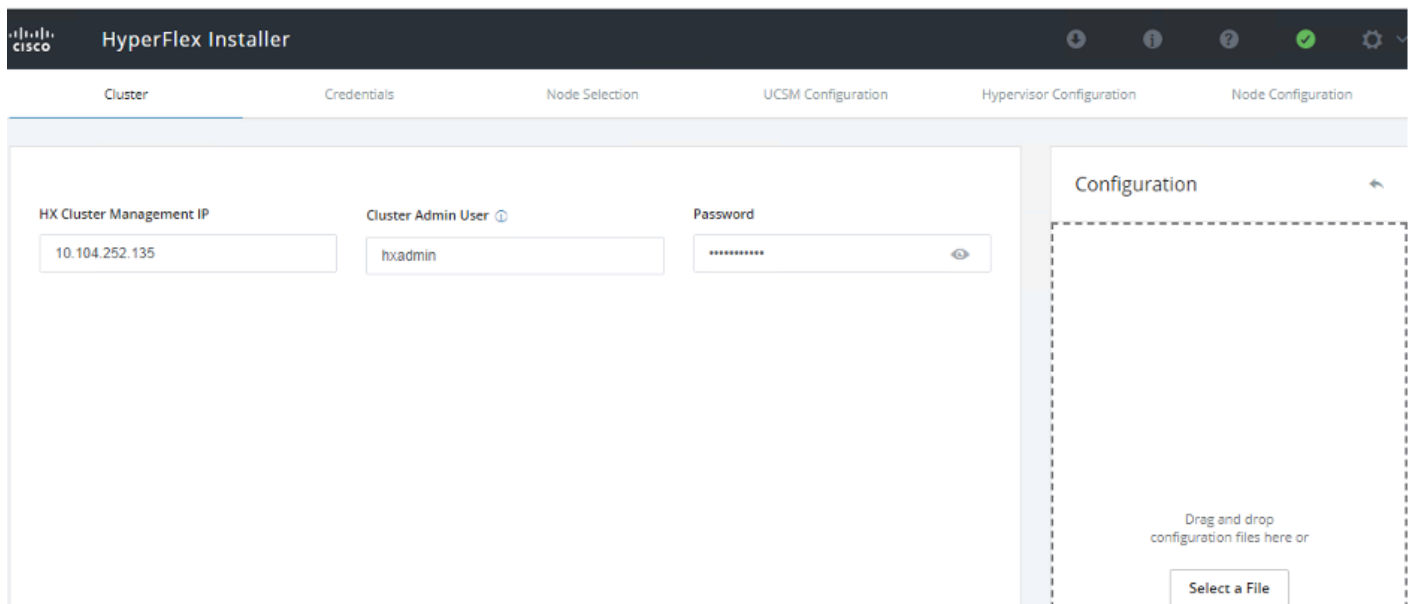 cisco HyperFlex Installer
Cluster Credentials Node Selection UCSM Configuration Hypervisor Configuration Node Configuration
HX Cluster Management IP Cluster Admin User Password
10.104.252.135 hxadmin •••••••••••
Configuration
Drag and drop
configuration files here or
Select a File